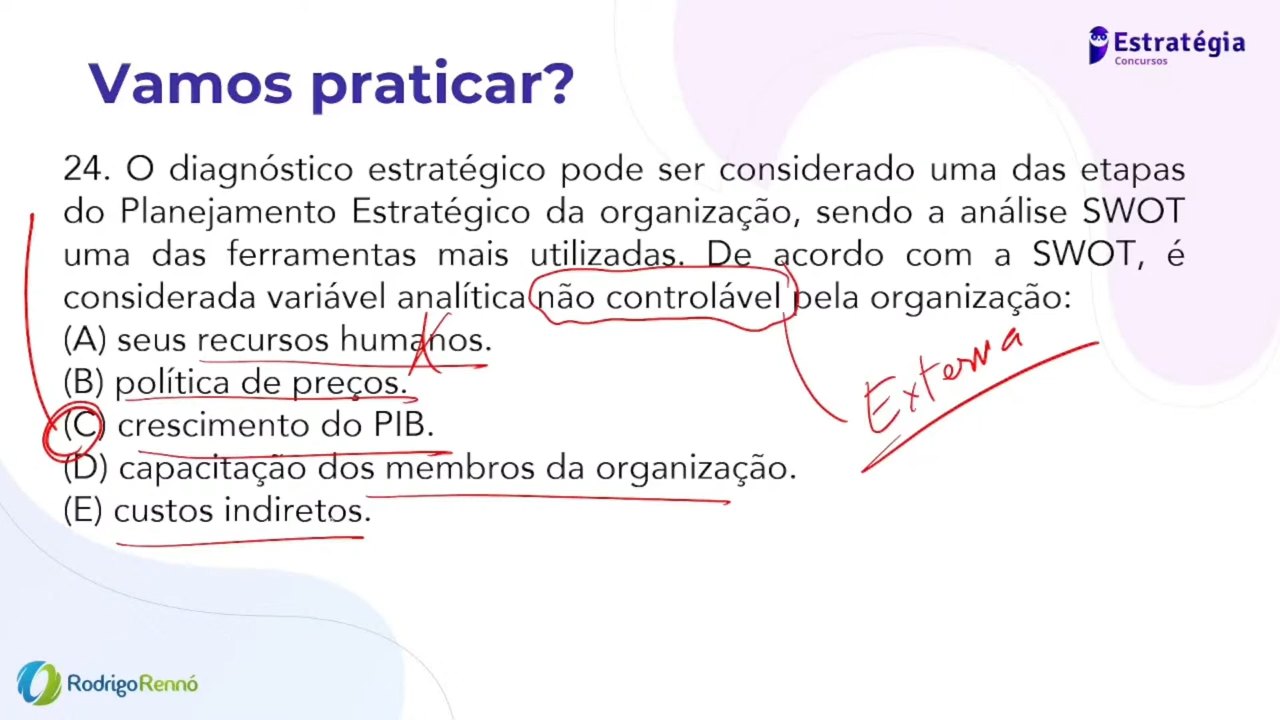 Estratégia
Concursos
Vamos praticar?
24. O diagnóstico estratégico pode ser considerado uma das etapas
do Planejamento Estratégico da organização, sendo a análise SWOT
uma das ferramentas mais utilizadas. De acordo com a SWOT, é
considerada variável analítica não controlável pela organização:
(A) seus recursos humanos.
(B) política de preços.
(C) crescimento do PIB.
(D) capacitação dos membros da organização.
(E) custos indiretos.
Externa
RodrigoRennó